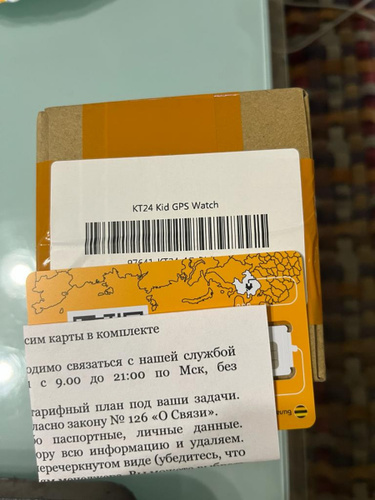 KT24 Kid GPS Watch
сим карты в комплекте
одимо связаться с нашей службой
с 9.00 до 21:00 по Мск, без
тарифный план под ваши задачи.
ласно закону № 126 «О Связи».
паспортные, личные данные.
ору всю информацию и удаляем.
еречеркнутом виде (убедитесь, что